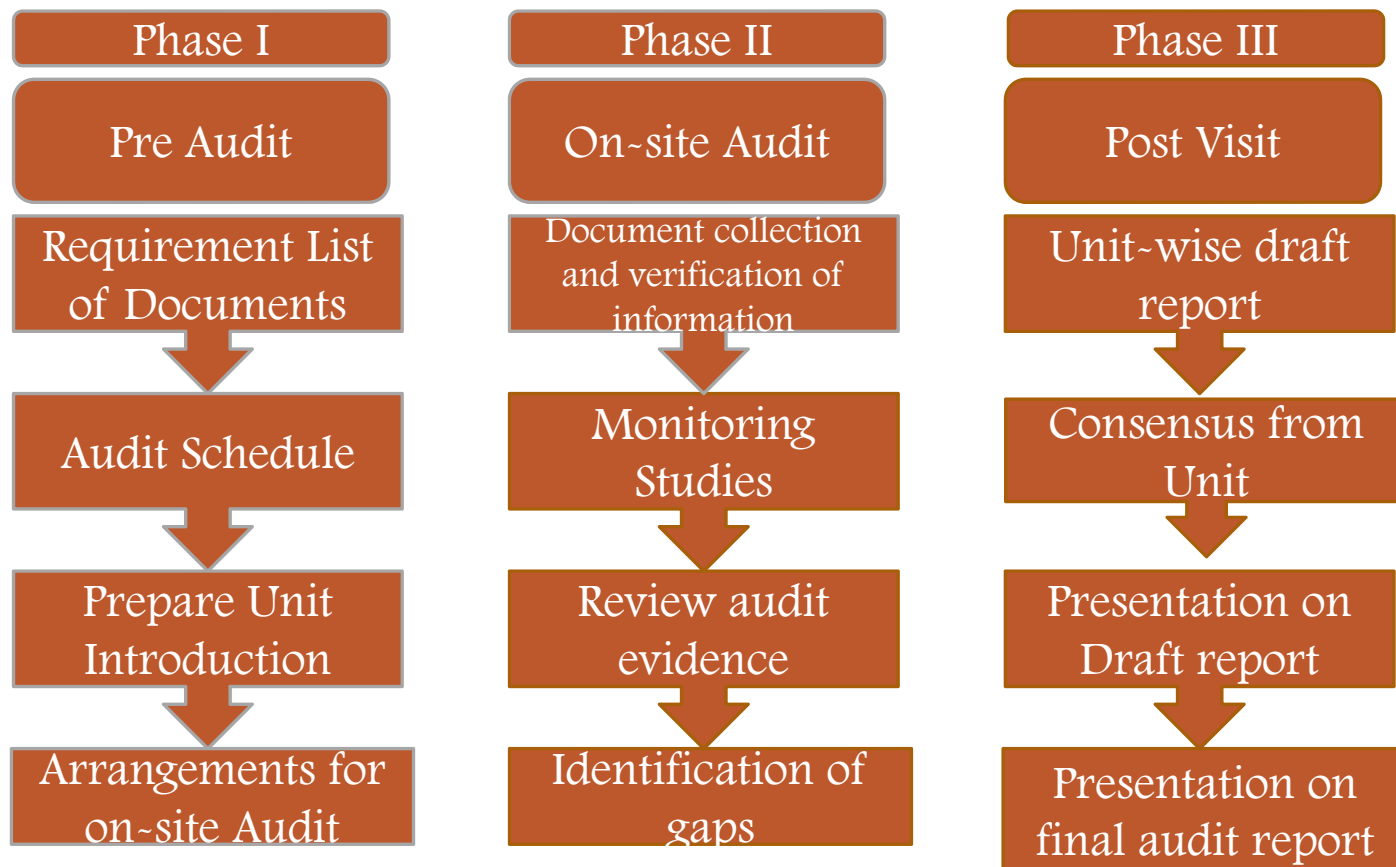 Phase I
Pre Audit
Requirement List
of Documents
Audit Schedule
Prepare Unit
Introduction
Arrangements for
on-site Audit
Phase II
On-site Audit
Document collection
and verification of
information
Monitoring
Studies
Review audit
evidence
Identification of
gaps
Phase III
Post Visit
Unit-wise draft
report
Consensus from
Unit
Presentation on
Draft report
Presentation on
final audit report